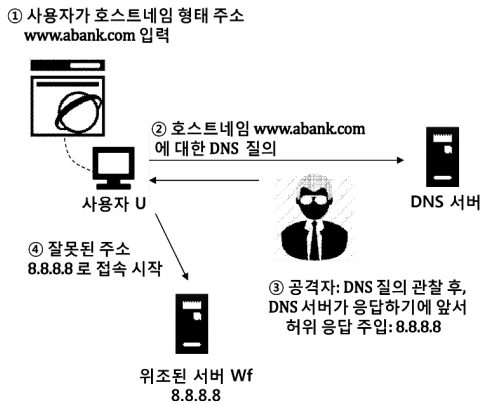 ① 사용자가 호스트네임 형태 주소
www.abank.com 입력
② 호스트네임 www.abank.com
에 대한 DNS 질의
사용자 U
DNS 서버
④ 잘못된 주소
8.8.8.8 로 접속 시작
③ 공격자: DNS 질의 관찰 후,
DNS 서버가 응답하기에 앞서
허위 응답 주입: 8.8.8.8
위조된 서버 Wf
8.8.8.8